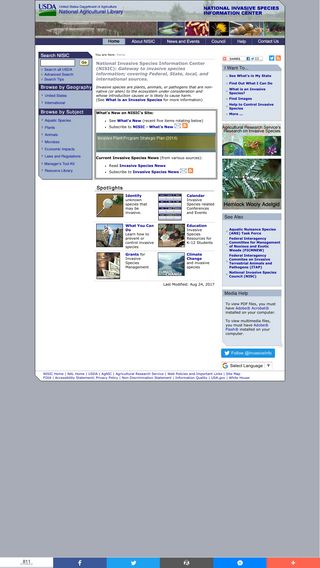 USDA United States Department of Agriculture
National Agricultural Library
NATIONAL INVASIVE SPECIES
INFORMATION CENTER
Home About NISIC News and Events Council Help Contact Us
Search NISIC
Go
Search all USDA
Advanced Search
Search Tips
Browse by Geography
United States
International
Browse by Subject
Aquatic Species
Plants
Animals
Microbes
Economic Impacts
Laws and Regulations
Manager's Tool Kit
Resource Library
You are here: Home
National Invasive Species Information Center
(NISIC): Gateway to invasive species
information; covering Federal, State, local, and
international sources.
Invasive species are plants, animals, or pathogens that are non-
native (or alien) to the ecosystem under consideration and
whose introduction causes or is likely to cause harm.
(See What is an Invasive Species? for more information)
What's New on NISIC's Site:
See What's New (recent five items rotating below)
Subscribe to NISIC - What's New
Invasive Plant Program Strategic Plan (2016)
Current Invasive Species News (from various sources):
Read Invasive Species News
Subscribe to Invasive Species News
Spotlights
Identify
unknown
species that
may be
invasive.
Calendar
Invasive
Species-related
Conferences
and Events
What You Can
Do
Learn how to
prevent or
control invasive
species
Education
Invasive
Species
Resources for
K-12 Students
Grants for
Invasive
Species
Management
Climate
Change
and invasive
species
Last Modified: Aug 24, 2017
SHARE
I Want To...
See What's in My State
Find Out What I Can Do
What is an Invasive
Species?
Find Images
Help to Control Invasive
Species
More ...
Agricultural Research Service's
Research on Invasive Species
Hemlock Wooly Adelgid
See Also
Aquatic Nuisance Species
(ANS) Task Force
Federal Interagency
Committee for Management
of Noxious and Exotic
Weeds (FICMNEW)
Federal Interagency
Committee on Invasive
Terrestrial Animals and
Pathogens (ITAP)
National Invasive Species
Council (NISC)
Media Help
To view PDF files, you must
have Adobe® Acrobat®
installed on your computer.
To view multimedia files,
you must have Adobe®
Flash® installed on your
computer.
Follow @InvasiveInfo
Select Language
NISIC Home | NAL Home | USDA | AgNIC | Agricultural Research Service | Web Policies and Important Links | Site Map
FOIA | Accessibility Statement | Privacy Policy | Non-Discrimination Statement | Information Quality | USA.gov | White House
811